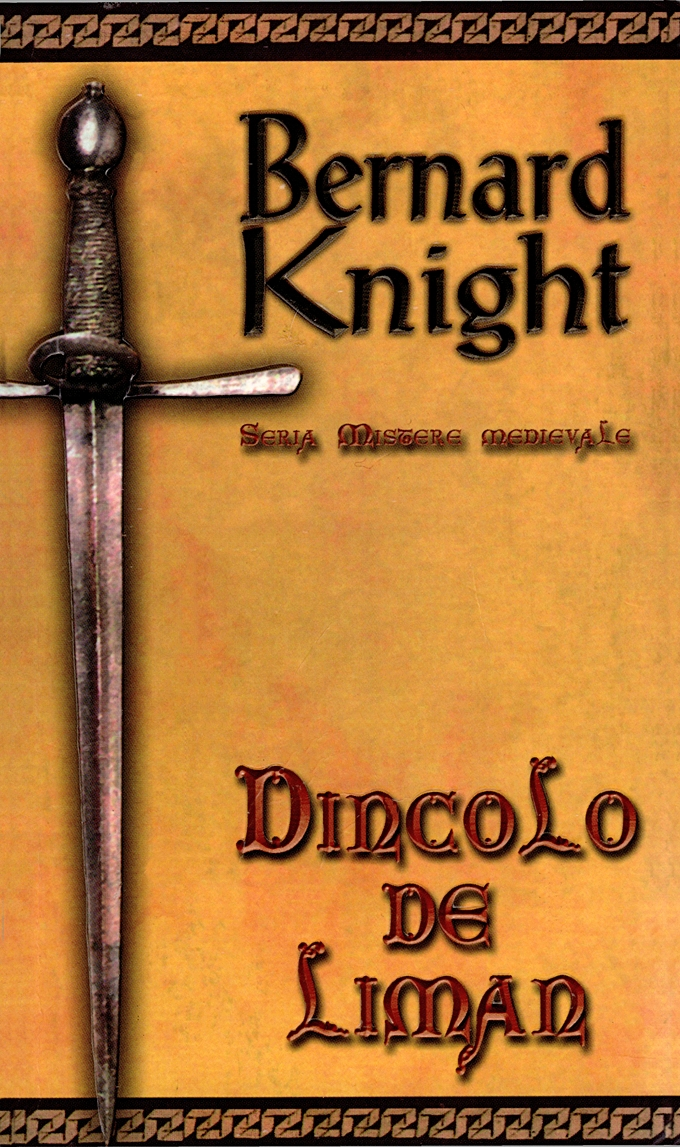 Bernard
Knight
Seria Mistere medievale
Dincolo
de
Liman